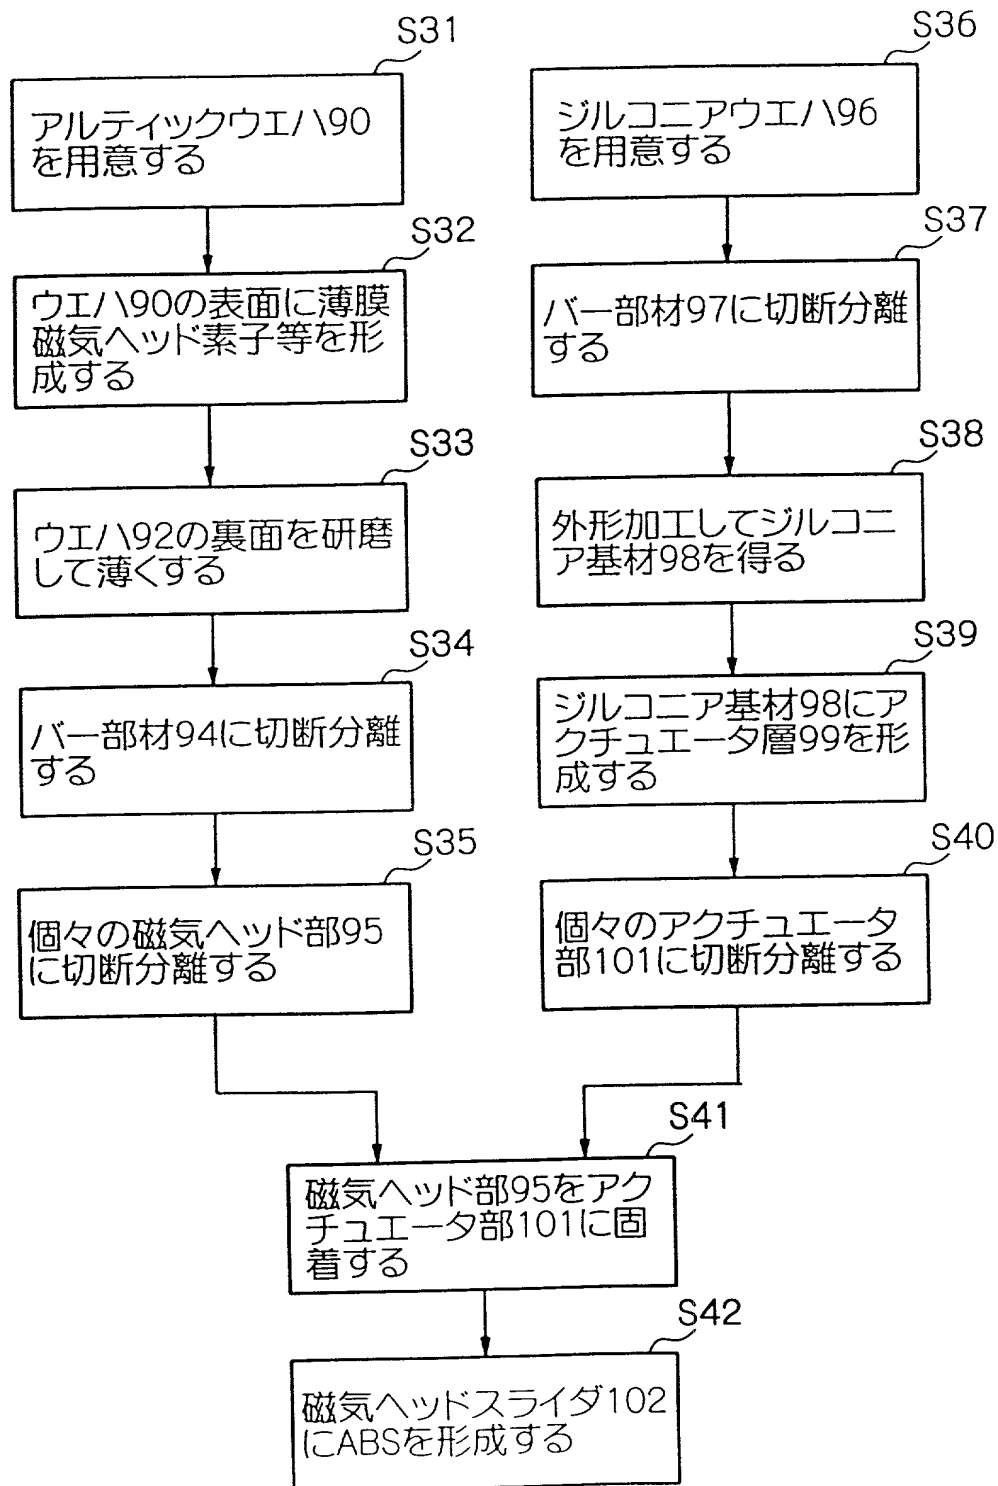 S31
アルティックウエハ90
を用意する
S32
ウエハ90の表面に薄膜
磁気ヘッド素子等を形
成する
S33
ウエハ92の裏面を研磨
して薄くする
S34
バー部材94に切断分離
する
S35
個々の磁気ヘッド部95
に切断分離する
S36
ジルコニアウエハ96
を用意する
S37
バー部材97に切断分離
する
S38
外形加工してジルコニ
ア基材98を得る
S39
ジルコニア基材98にア
クチュエータ層99を形
成する
S40
個々のアクチュエータ
部101に切断分離する
S41
磁気ヘッド部95をアク
チュエータ部101に固
着する
S42
磁気ヘッドスライダ102
にABSを形成する